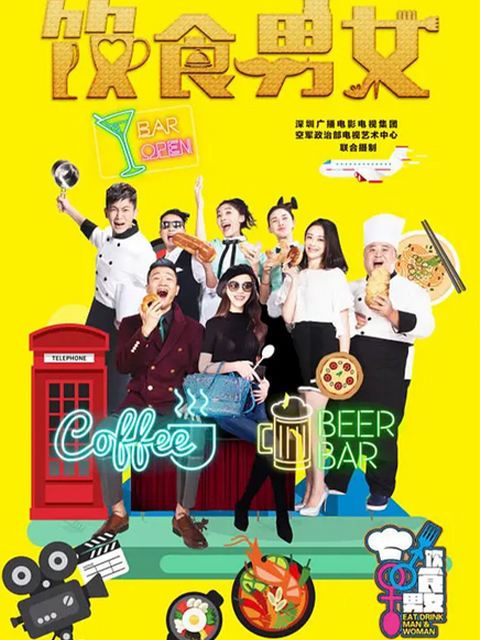 饮食男女
BAR
OPEN
深圳广播电影电视集团
空军政治部电视艺术中心
联合摄制
TELEPHONE
Coffee
BEER
BAR
饮食
男女
EAT DRINK
MAN &
WOMAN